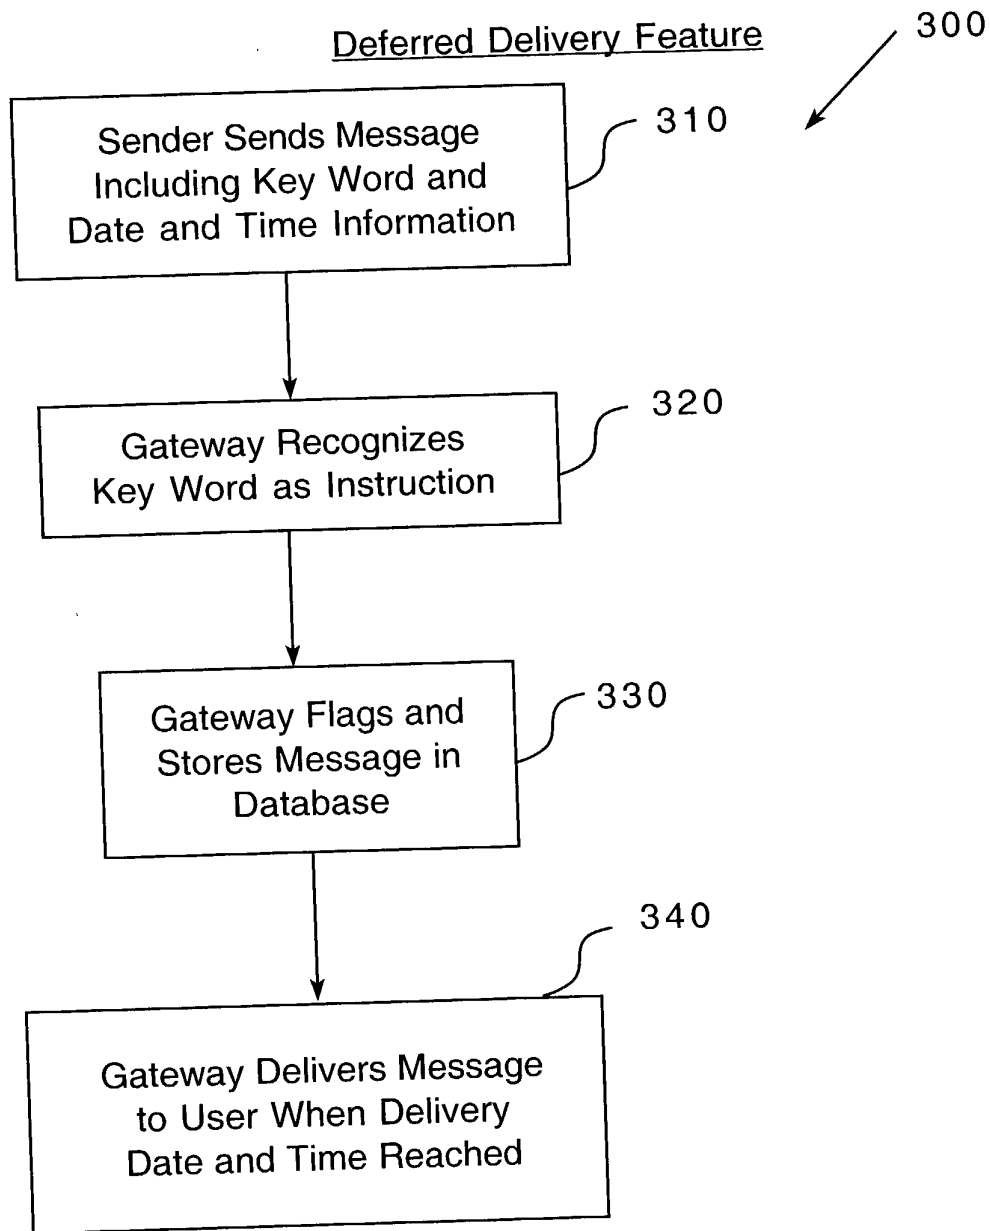 Deferred Delivery Feature
300
Sender Sends Message
Including Key Word and
Date and Time Information
310
Gateway Recognizes
Key Word as Instruction
320
Gateway Flags and
Stores Message in
Database
330
Gateway Delivers Message
to User When Delivery
Date and Time Reached
340